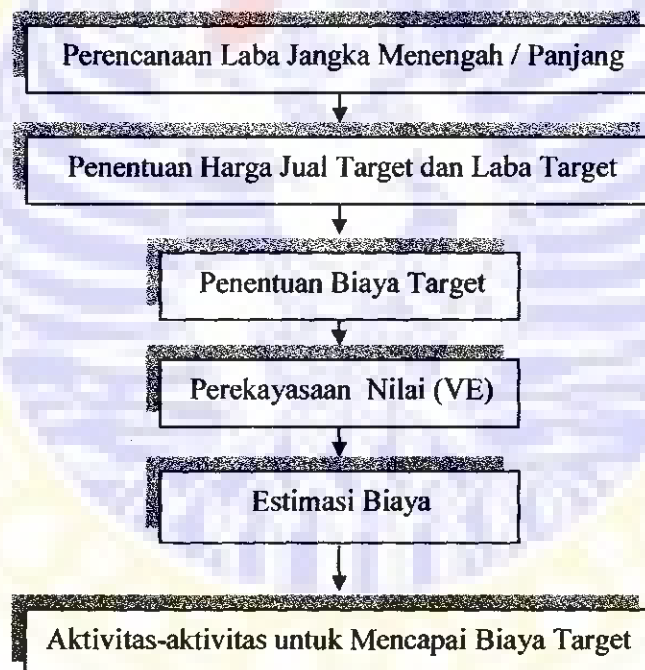 Perencanaan Laba Jangka Menengah / Panjang
Penentuan Harga Jual Target dan Laba Target
Penentuan Biaya Target
Perekayasaan Nilai (VE)
Estimasi Biaya
Aktivitas-aktivitas untuk Mencapai Biaya Target